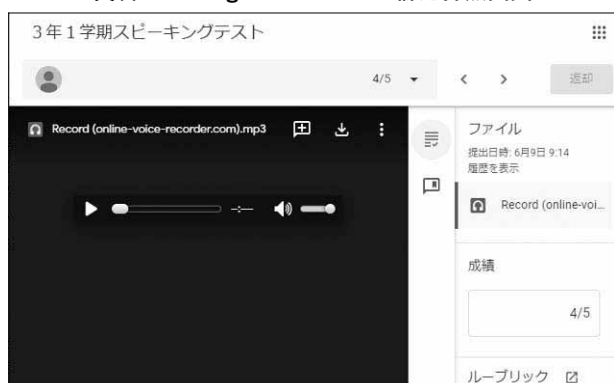 3年1学期スピーキングテスト
4/5
返却
Record (online-voice-recorder.com).mp3
-:--
ファイル
提出日時: 6月9日 9:14
履歴を表示
Record (online-voi...
成績
4/5
ルーブリック